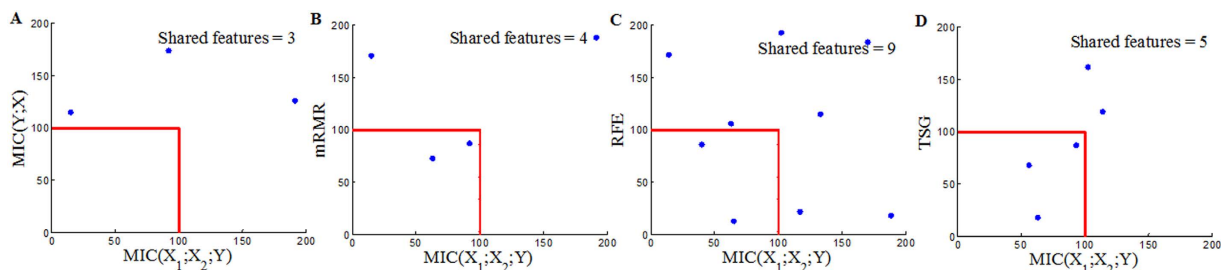 A
Shared features = 3
MIC(Y;X)
200
150
100
50
0
0 50 100 150 200
MIC(X₁;X₂;Y)
B
Shared features = 4
mRMR
200
150
100
50
0
0 50 100 150 200
MIC(X₁;X₂;Y)
C
Shared features = 9
RFE
200
150
100
50
0
0 50 100 150 200
MIC(X₁;X₂;Y)
D
Shared features = 5
TSG
200
150
100
50
0
0 50 100 150 200
MIC(X₁;X₂;Y)